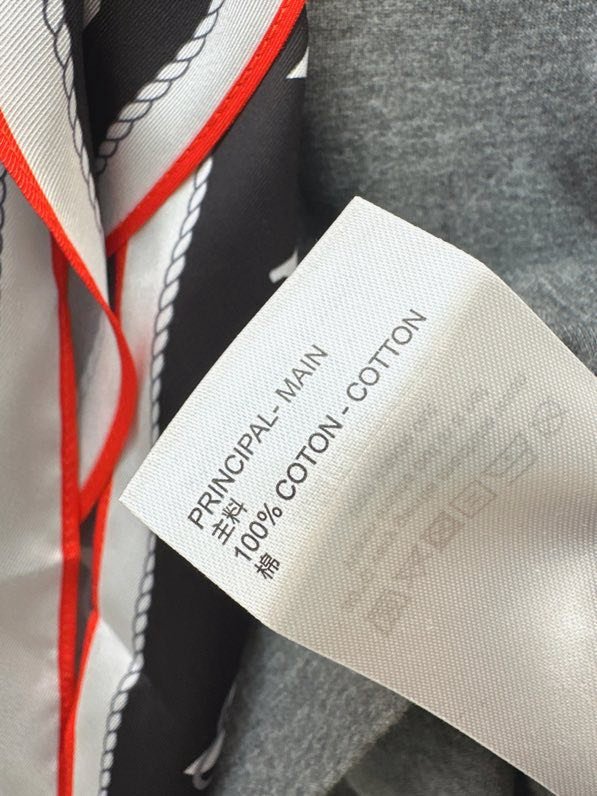 PRINCIPAL- MAIN
主料
100% COTON - COTTON
棉